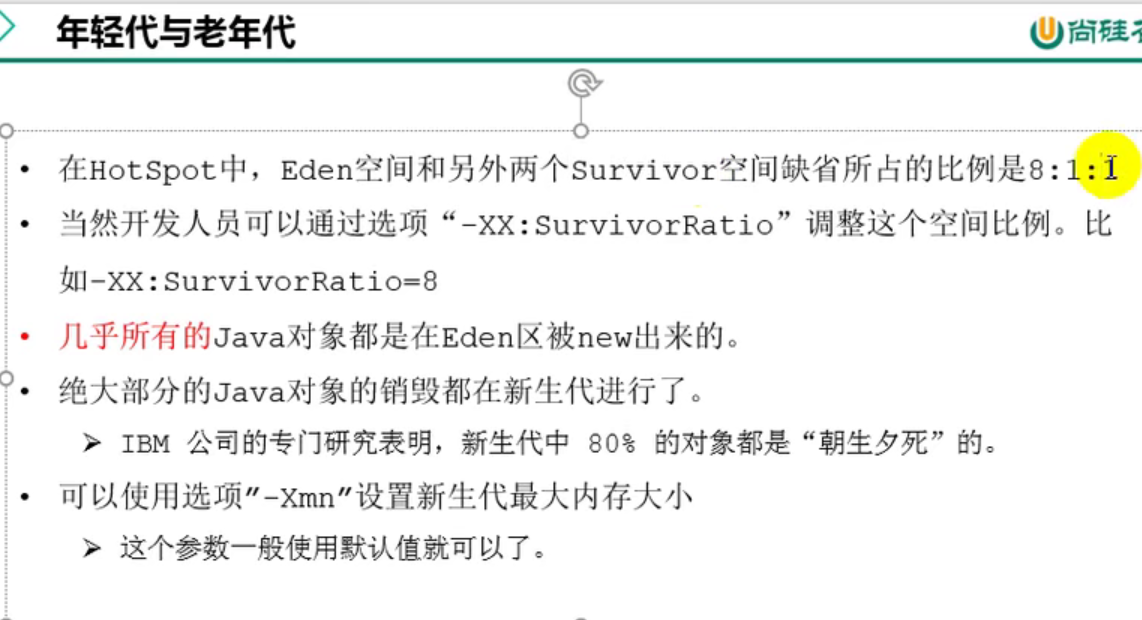 年轻代与老年代
尚硅
• 在HotSpot中，Eden空间和另外两个Survivor空间缺省所占的比例是8:1:1
• 当然开发人员可以通过选项“-XX:SurvivorRatio”调整这个空间比例。比
如-XX:SurvivorRatio=8
• 几乎所有的Java对象都是在Eden区被new出来的。
• 绝大部分的Java对象的销毁都在新生代进行了。
➢ IBM 公司的专门研究表明，新生代中 80% 的对象都是“朝生夕死”的。
• 可以使用选项"-Xmn"设置新生代最大内存大小
➢ 这个参数一般使用默认值就可以了。